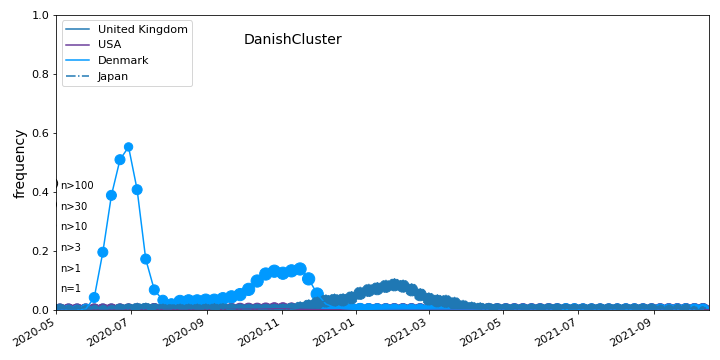 DanishCluster
United Kingdom
USA
Denmark
Japan
frequency
1.0
0.8
0.6
0.4
0.2
0.0
n>100
n>30
n>10
n>3
n>1
n=1
2020-05
2020-07
2020-09
2020-11
2021-01
2021-03
2021-05
2021-07
2021-09